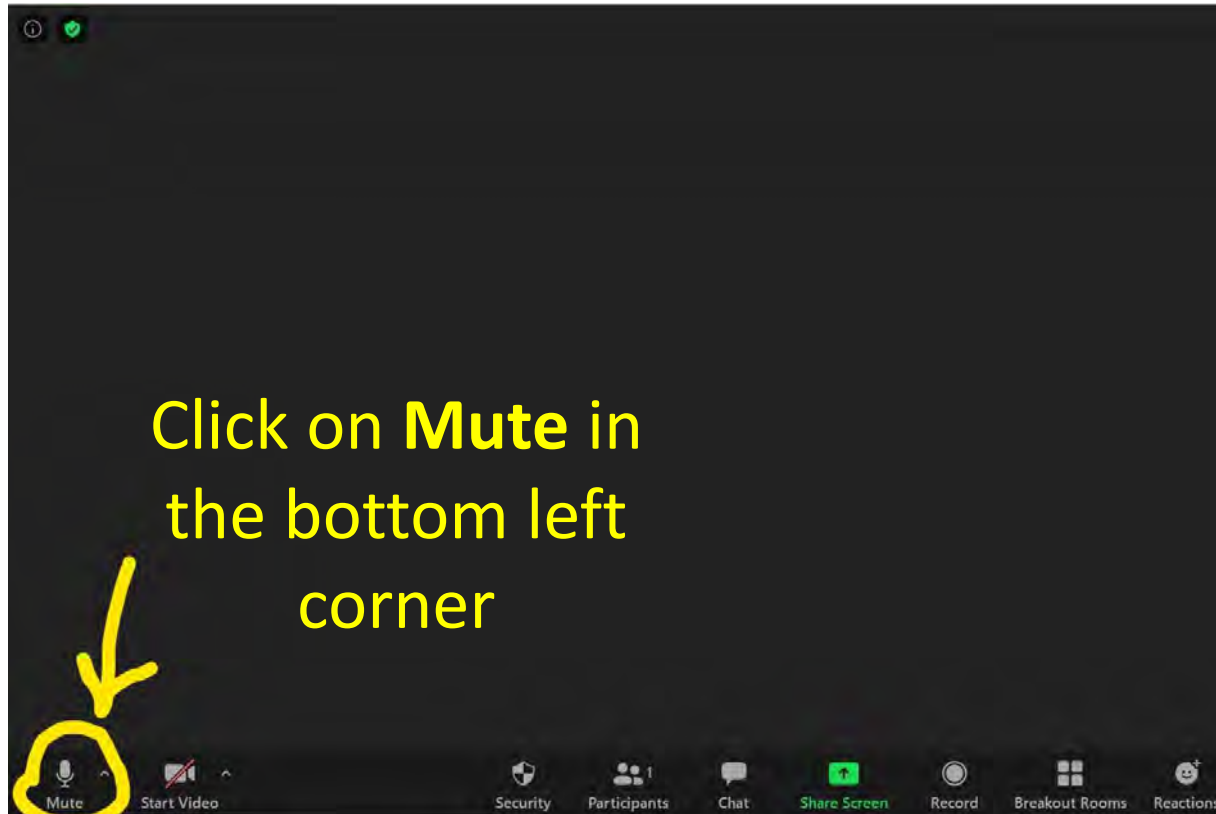 Click on Mute in
the bottom left
corner
Mute Start Video Security Participants 1 Chat Share Screen Record Breakout Rooms Reactions